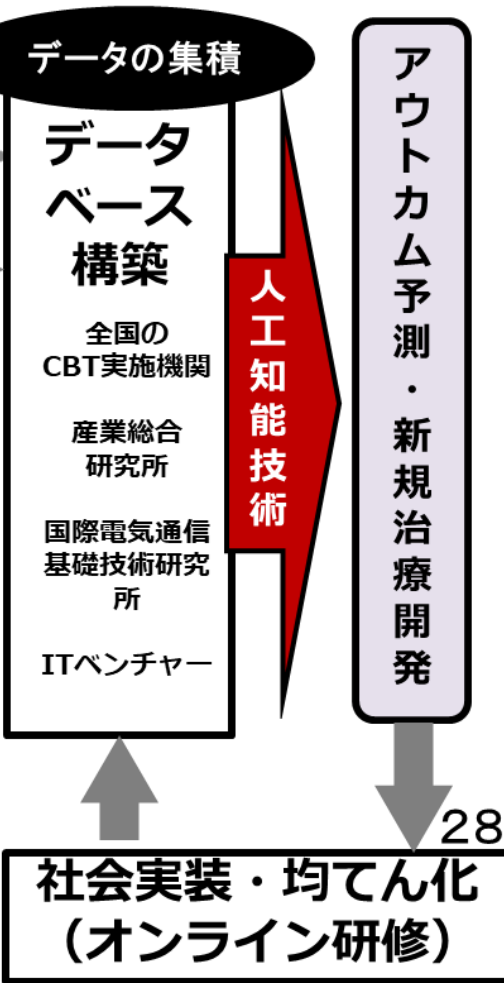 データの集積
データ
ベース
構築
全国の
CBT実施機関
産業総合
研究所
国際電気通信
基礎技術研究
所
ITベンチャー
人工知能技術
アウトカム予測・新規治療開発
28
社会実装・均てん化
（オンライン研修）